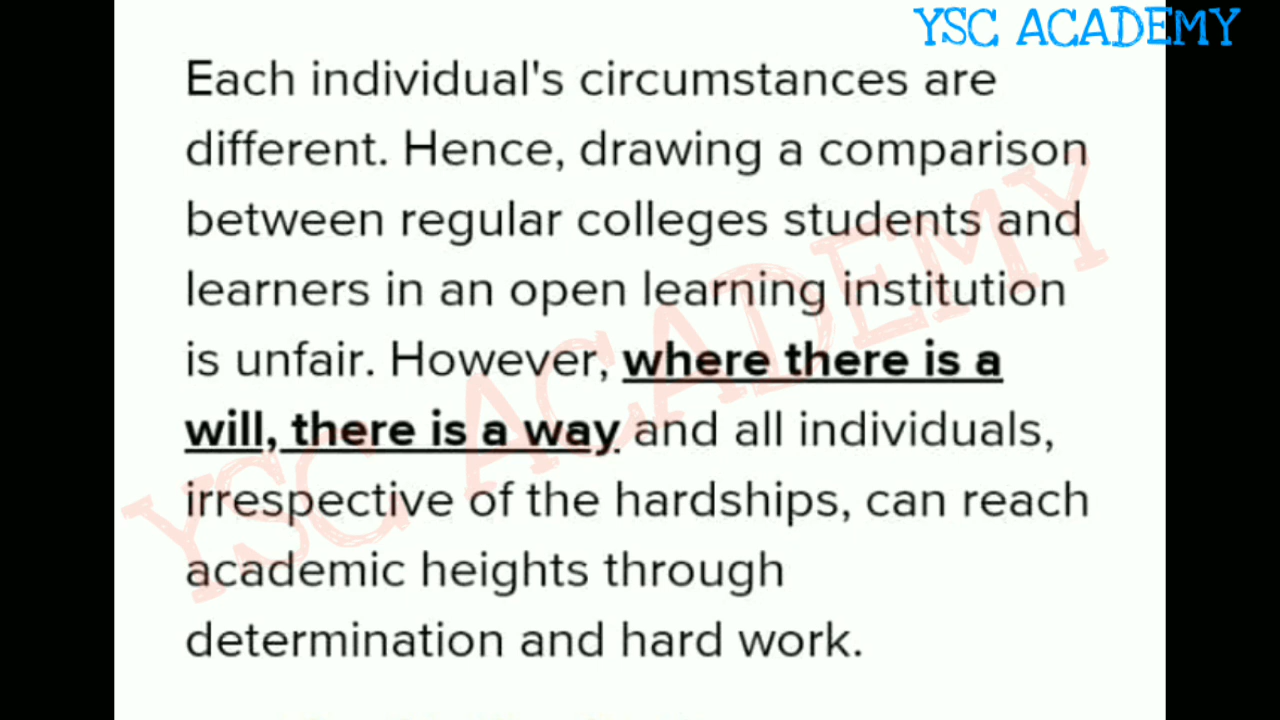 YSC ACADEMY
Each individual's circumstances are
different. Hence, drawing a comparison
between regular colleges students and
learners in an open learning institution
is unfair. However, where there is a
will, there is a way and all individuals,
irrespective of the hardships, can reach
academic heights through
determination and hard work.
YSC ACADEMY